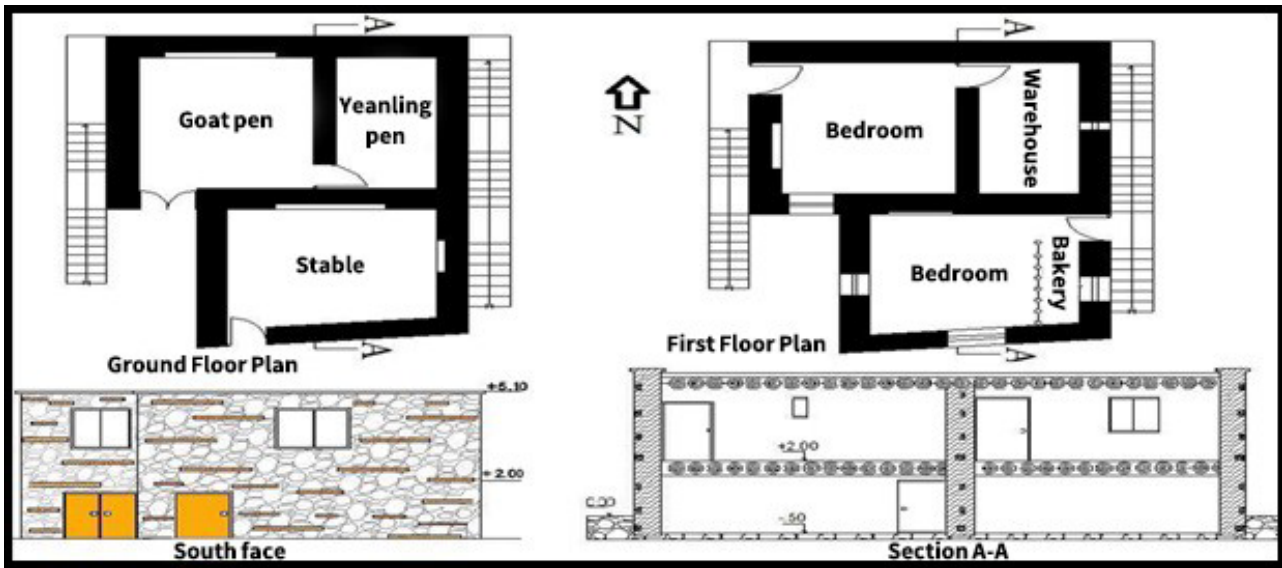 A
Goat pen
Yeanling
pen
Stable
A
Ground Floor Plan
N
A
Bedroom
Warehouse
Bedroom
Bakery
First Floor Plan
A
+5.10
+2.00
South face
+2.00
0.00
-.50
Section A-A